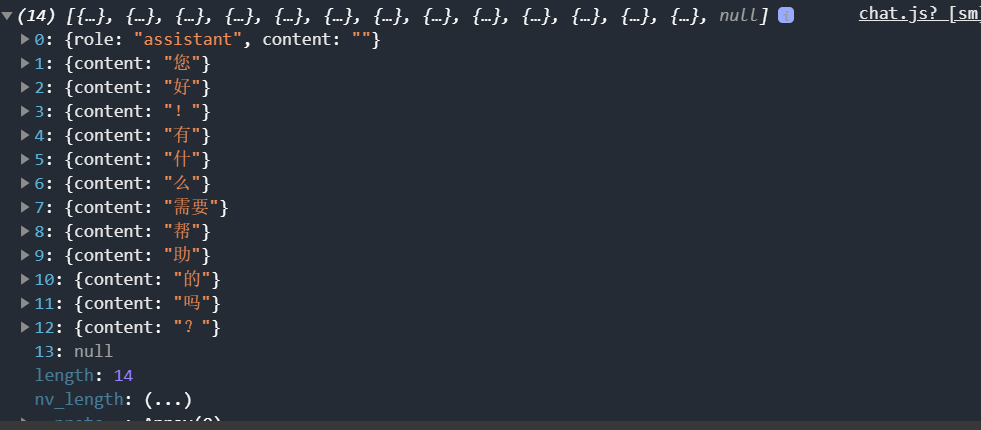 (14) [{…}, {…}, {…}, {…}, {…}, {…}, {…}, {…}, {…}, {…}, {…}, {…}, {…}, null] i chat.js? [sm]
0: {role: "assistant", content: ""}
1: {content: "您"}
2: {content: "好"}
3: {content: "！"}
4: {content: "有"}
5: {content: "什"}
6: {content: "么"}
7: {content: "需要"}
8: {content: "帮"}
9: {content: "助"}
10: {content: "的"}
11: {content: "吗"}
12: {content: "？"}
13: null
length: 14
nv_length: (...)